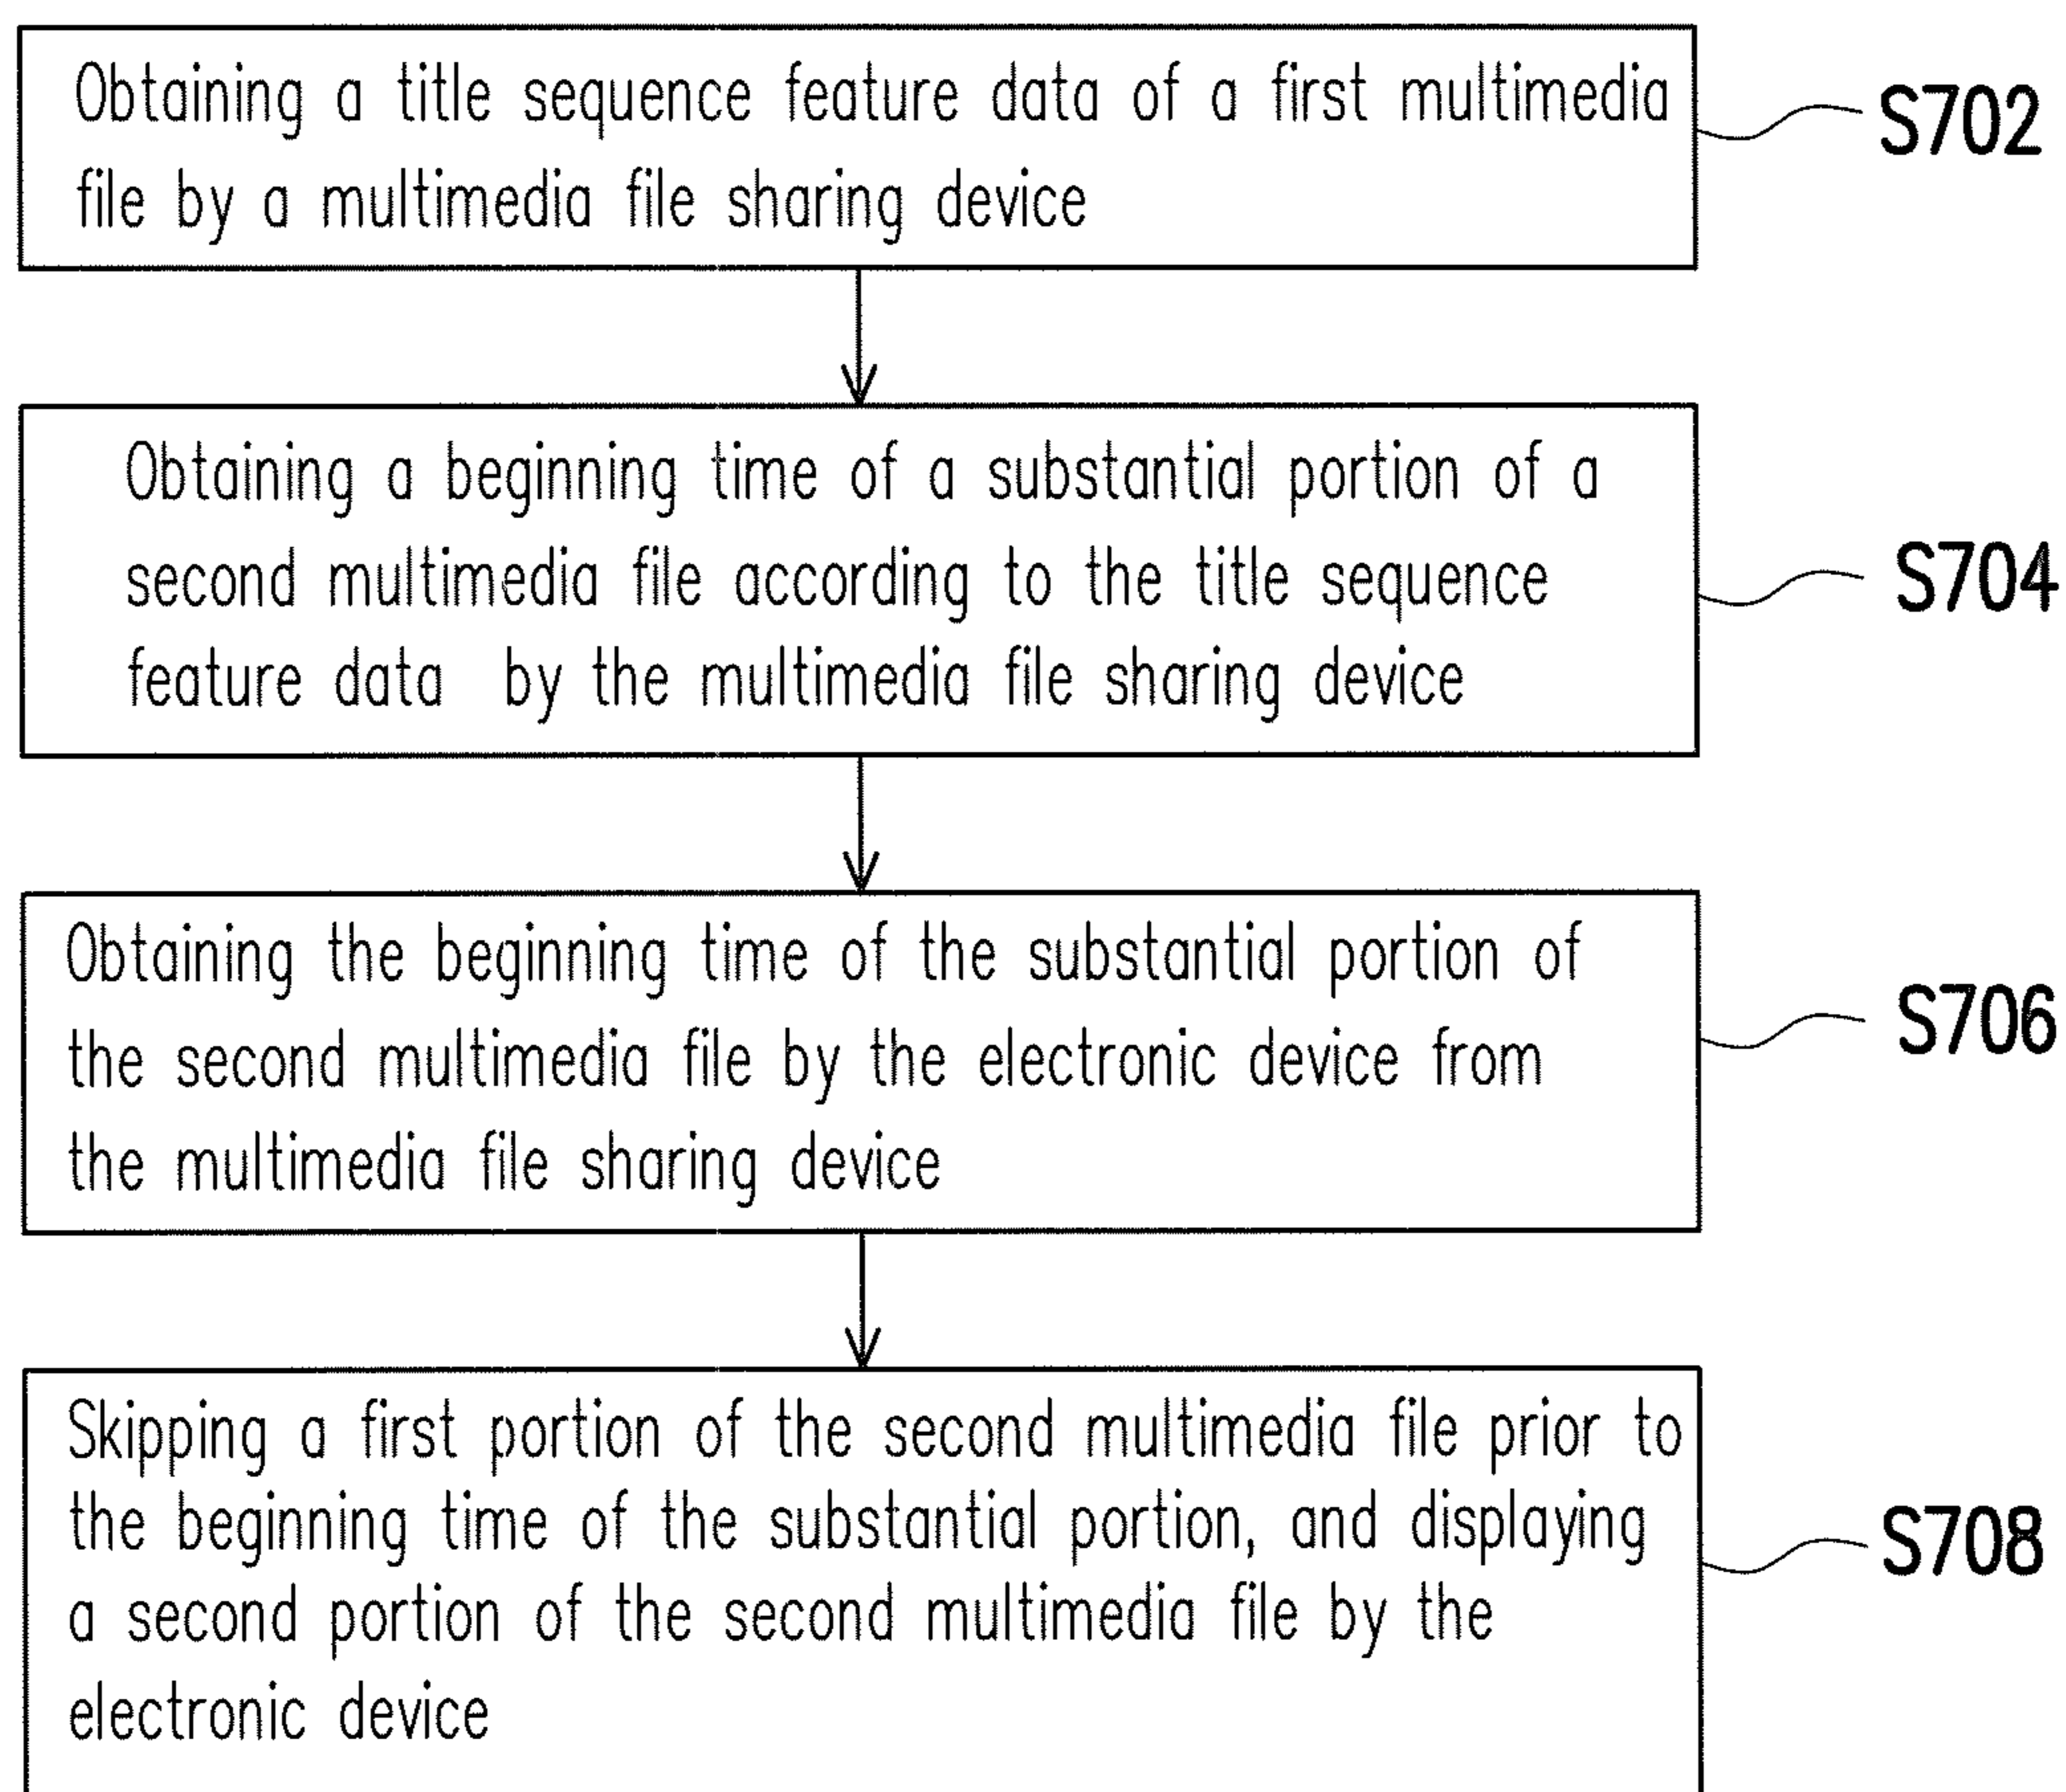 Obtaining a title sequence feature data of a first multimedia
file by a multimedia file sharing device
S702
Obtaining a beginning time of a substantial portion of a
second multimedia file according to the title sequence
feature data by the multimedia file sharing device
S704
Obtaining the beginning time of the substantial portion of
the second multimedia file by the electronic device from
the multimedia file sharing device
S706
Skipping a first portion of the second multimedia file prior to
the beginning time of the substantial portion, and displaying
a second portion of the second multimedia file by the
electronic device
S708